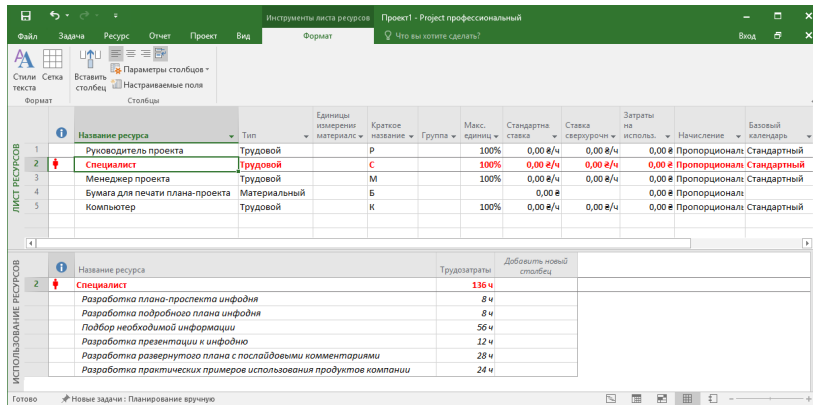 Инструменты листа ресурсов Проект1 - Project профессиональный
Файл Задача Ресурс Отчет Проект Вид Формат Что вы хотите сделать? Вход
Стили текста Сетка Вставить столбец Параметры столбцов
Настраиваемые поля
Формат Столбцы
Название ресурса Тип Единицы измерения материалс Краткое название Группа Макс. единиц Стандартна ставка Ставка сверхурочн Затраты на использ. Начисление Базовый календарь
1 Руководитель проекта Трудовой Р 100% 0,00 ₴/ч 0,00 ₴/ч 0,00 ₴ Пропорциональ Стандартный
2 Специалист Трудовой С 100% 0,00 ₴/ч 0,00 ₴/ч 0,00 ₴ Пропорциональ Стандартный
3 Менеджер проекта Трудовой М 100% 0,00 ₴/ч 0,00 ₴/ч 0,00 ₴ Пропорциональ Стандартный
4 Бумага для печати плана-проекта Материальный Б 0,00 ₴ 0,00 ₴ Пропорциональ
5 Компьютер Трудовой К 100% 0,00 ₴/ч 0,00 ₴/ч 0,00 ₴ Пропорциональ Стандартный
ЛИСТ РЕСУРСОВ
Название ресурса Трудозатраты Добавить новый столбец
2 Специалист 136 ч
Разработка плана-проспекта инфодня 8 ч
Разработка подробного плана инфодня 8 ч
Подбор необходимой информации 56 ч
Разработка презентации к инфодню 12 ч
Разработка развернутого плана с послайдовыми комментариями 28 ч
Разработка практических примеров использования продуктов компании 24 ч
ИСПОЛЬЗОВАНИЕ РЕСУРСОВ
Готово Новые задачи : Планирование вручную